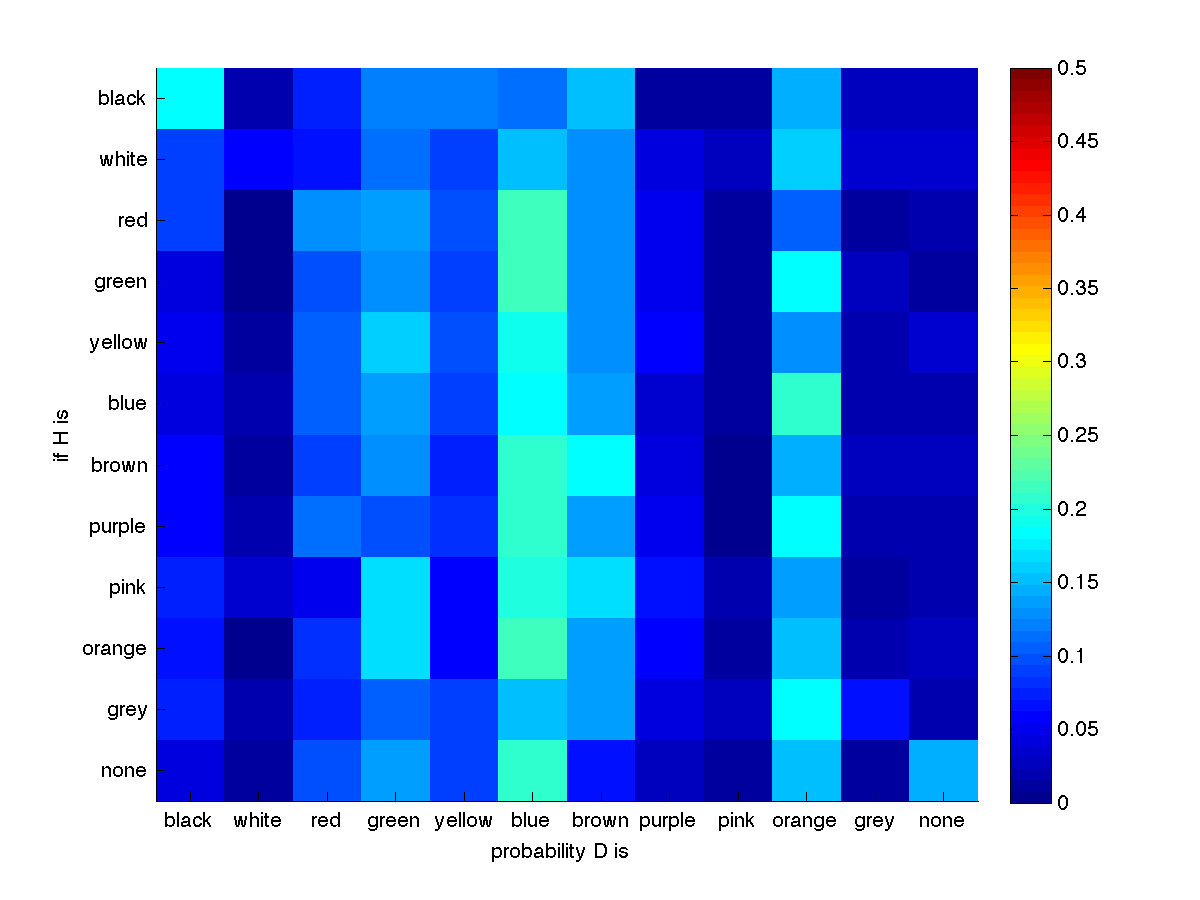 black
white
red
green
yellow
blue
brown
purple
pink
orange
grey
none
if H is
black white red green yellow blue brown purple pink orange grey none
probability D is
0.5
0.45
0.4
0.35
0.3
0.25
0.2
0.15
0.1
0.05
0